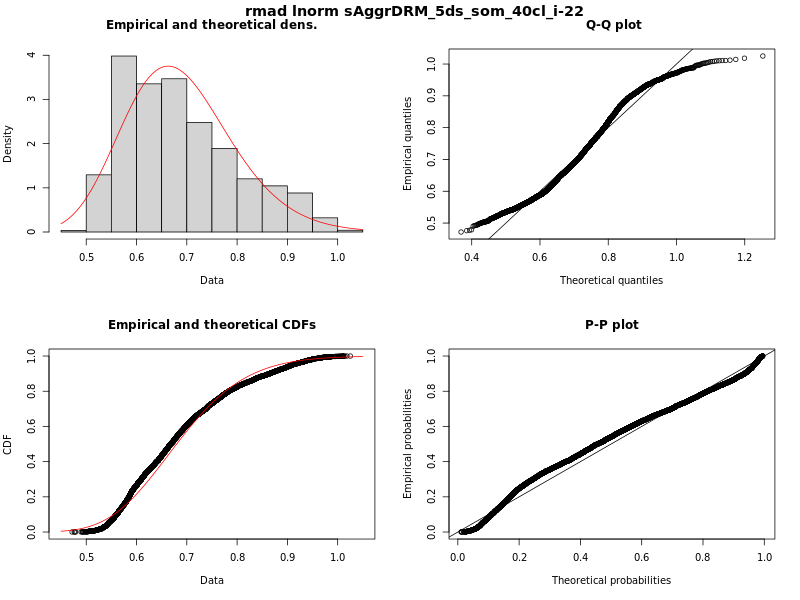 rmad lnorm sAggrDRM_5ds_som_40cl_i-22
Empirical and theoretical dens.
Density
0 1 2 3 4
0.5 0.6 0.7 0.8 0.9 1.0
Data
Q-Q plot
Empirical quantiles
0.5 0.6 0.7 0.8 0.9 1.0
0.4 0.6 0.8 1.0 1.2
Theoretical quantiles
Empirical and theoretical CDFs
CDF
0.0 0.2 0.4 0.6 0.8 1.0
0.5 0.6 0.7 0.8 0.9 1.0
Data
P-P plot
Empirical probabilities
0.0 0.2 0.4 0.6 0.8 1.0
0.0 0.2 0.4 0.6 0.8 1.0
Theoretical probabilities